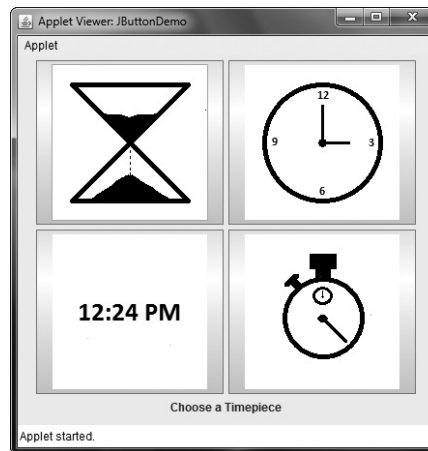 Applet Viewer: JButtonDemo
Applet
12
9
3
6
12:24 PM
Choose a Timepiece
Applet started.